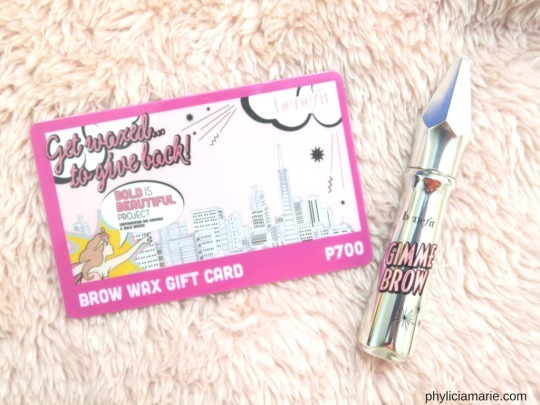 benefit
Get waxed...
to give back!
BOLD IS
BEAUTIFUL
PROJECT
P700
BROW WAX GIFT CARD
benefit
GIMME
BROW
phyliciamarie.com